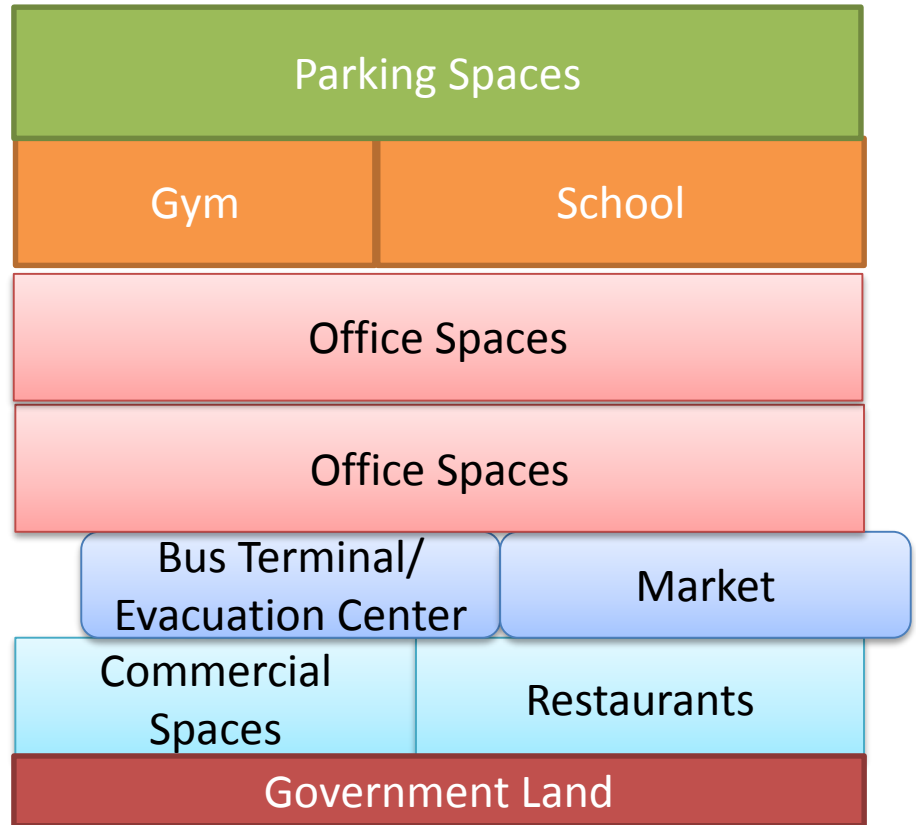 Parking Spaces
Gym
School
Office Spaces
Office Spaces
Bus Terminal/
Evacuation Center
Market
Commercial
Spaces
Restaurants
Government Land